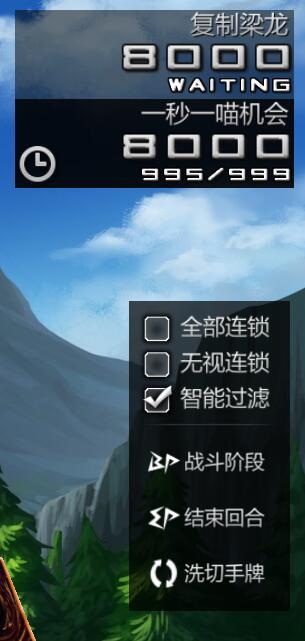 复制梁龙
8000
WAITING
一秒一喵机会
8000
995/999
全部连锁
无视连锁
智能过滤
BP 战斗阶段
EP 结束回合
洗切手牌